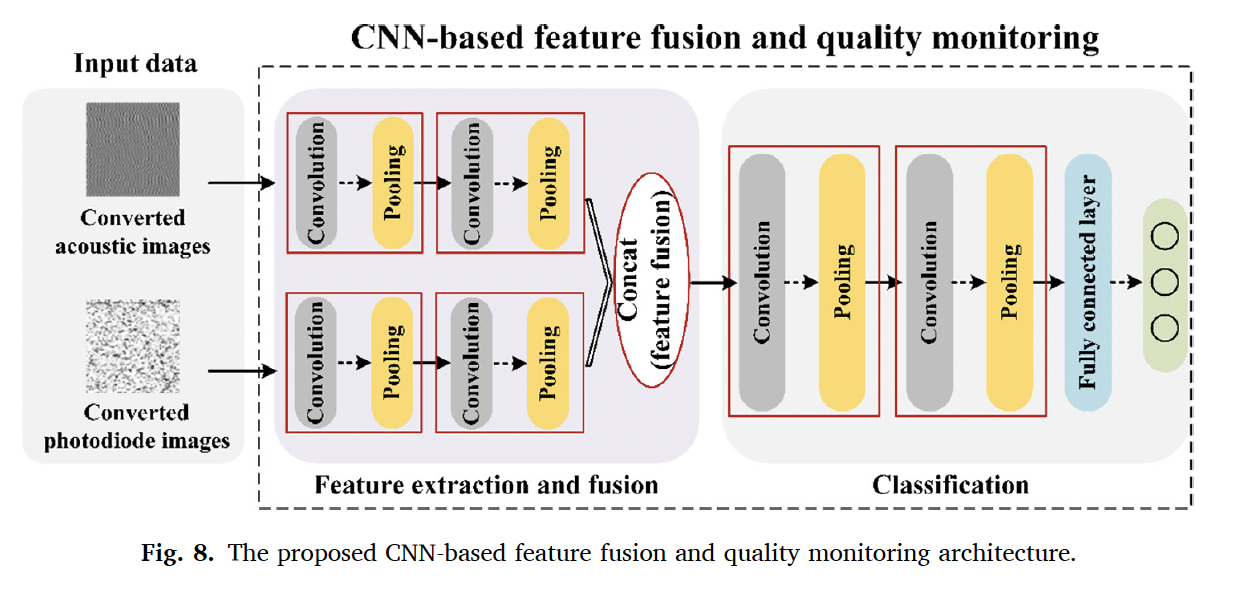 CNN-based feature fusion and quality monitoring
Input data
Converted
acoustic images
Converted
photodiode images
Convolution
Pooling
Convolution
Pooling
Convolution
Pooling
Convolution
Pooling
Concat
(feature fusion)
Feature extraction and fusion
Convolution
Pooling
Convolution
Pooling
Fully connected layer
Classification
Fig. 8. The proposed CNN-based feature fusion and quality monitoring architecture.